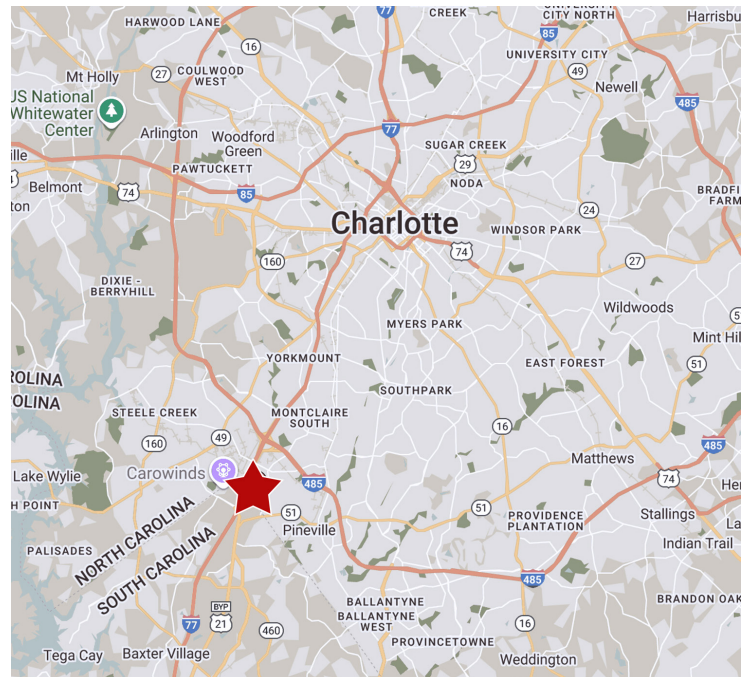 77
CREEK
UNIVERSITY
CITY NORTH
Harrisbu
HARWOOD LANE
16
85
UNIVERSITY CITY
Mt Holly
27
COULWOOD
WEST
49
Newell
US National
Whitewater
Center
485
Arlington
Woodford
Green
77
SUGAR CREEK
ville
PAWTUCKETT
29
NODA
Belmont
74
85
BRADFI
FARM
ton
Charlotte
24
WINDSOR PARK
74
160
27
DIXIE -
BERRYHILL
Wildwoods
5
MYERS PARK
Mint Hil
YORKMOUNT
EAST FOREST
51
ROLINA
OLINA
SOUTHPARK
STEELE CREEK
MONTCLAIRE
SOUTH
16
160
49
485
Matthews
Carowinds
Lake Wylie
485
74
Her
H POINT
51
51
PROVIDENCE
PLANTATION
Stallings
La
Pineville
NORTH CAROLINA
SOUTH CAROLINA
Indian Trail
PALISADES
485
BALLANTYNE
BRANDON OAK
BYP
21
77
BALLANTYNE
WEST
460
16
PROVINCETOWNE
Tega Cay
Baxter Village
Weddington